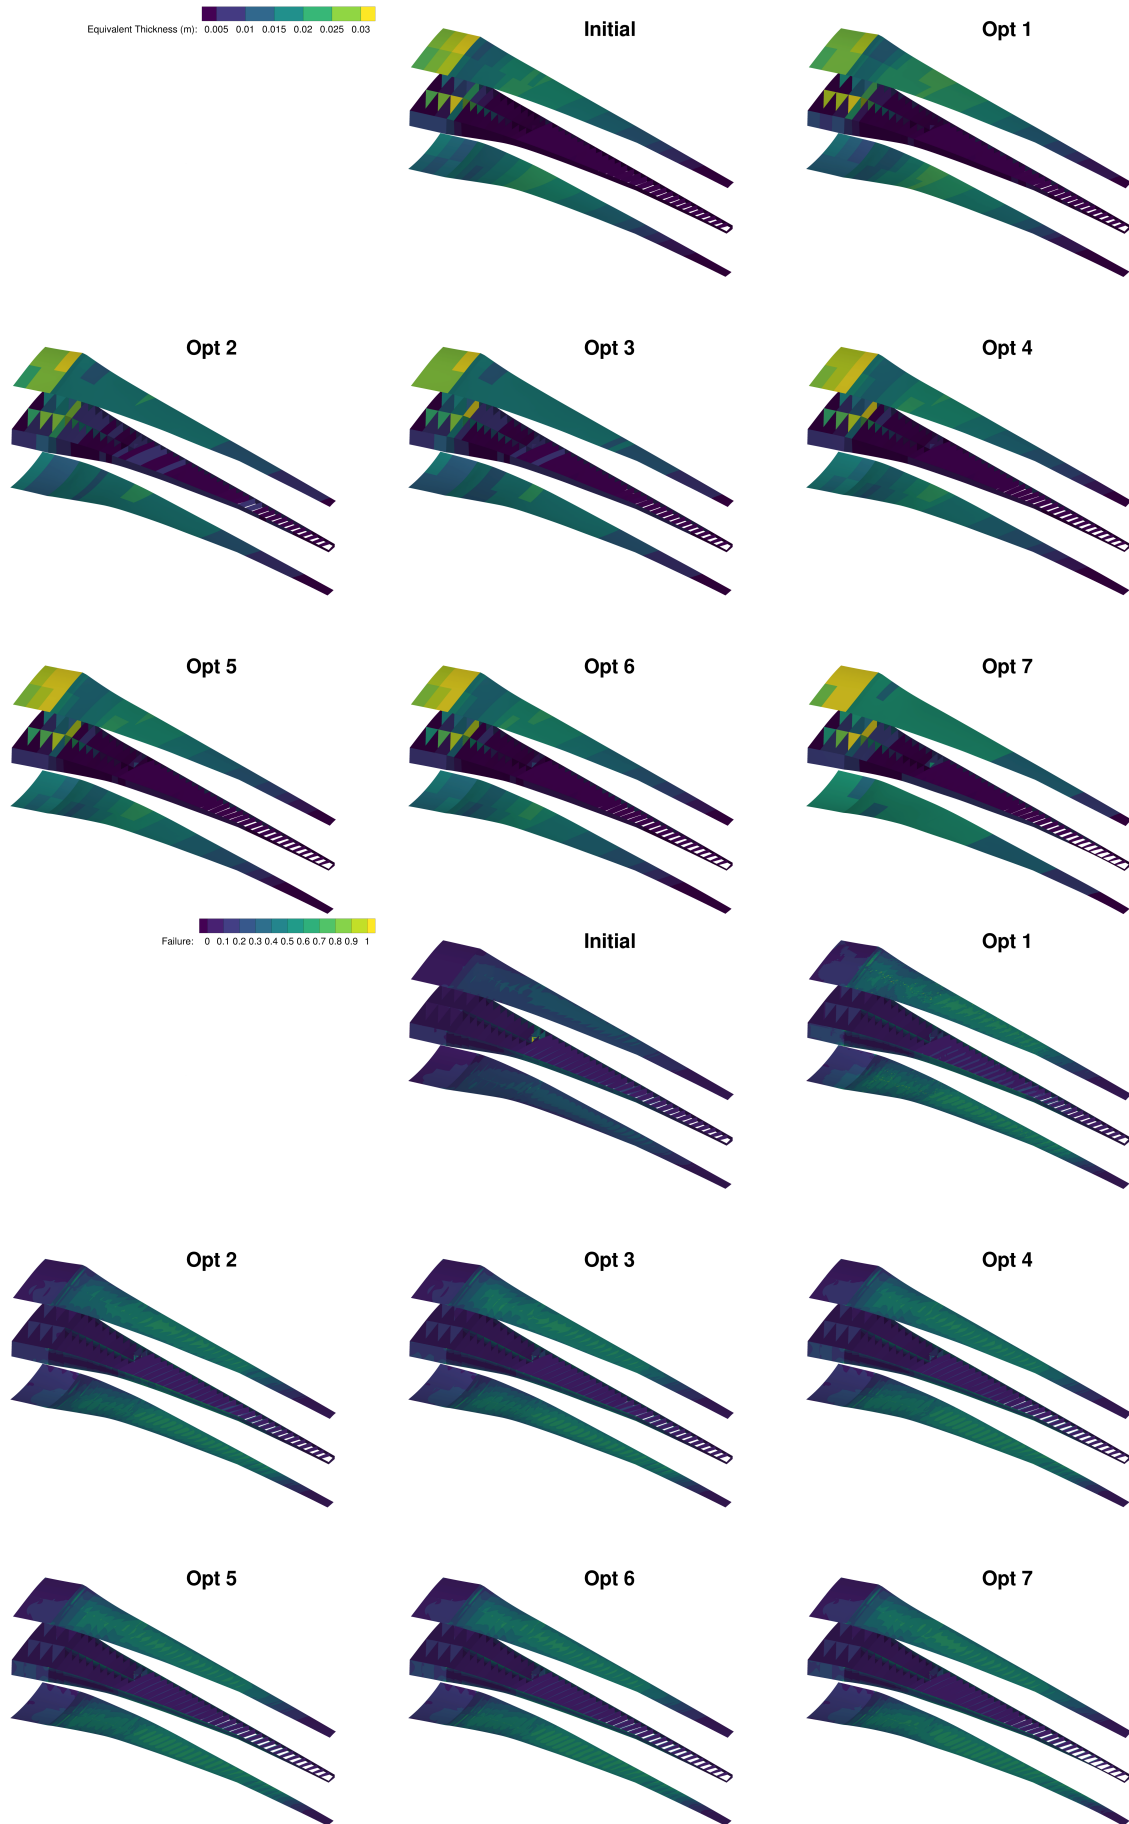 Equivalent Thickness (m): 0.005 0.01 0.015 0.02 0.025 0.03
Initial
Opt 1
Opt 2
Opt 3
Opt 4
Opt 5
Opt 6
Opt 7
Failure: 0 0.1 0.2 0.3 0.4 0.5 0.6 0.7 0.8 0.9 1
Initial
Opt 1
Opt 2
Opt 3
Opt 4
Opt 5
Opt 6
Opt 7